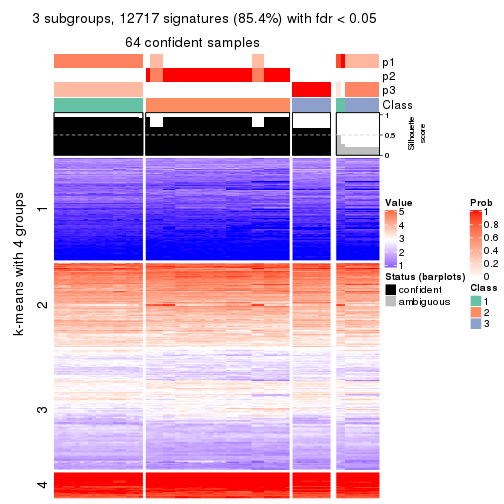 3 subgroups, 12717 signatures (85.4%) with fdr < 0.05
64 confident samples
p1
p2
p3
Class
1
0.5
0
Silhouette
score
k-means with 4 groups
1
2
3
4
Value
5
4
3
2
1
Status (barplots)
confident
ambiguous
Prob
1
0.8
0.6
0.4
0.2
0
Class
1
2
3